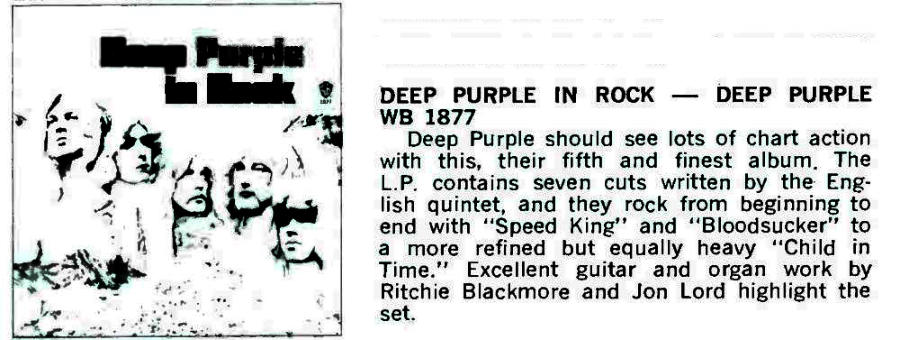 Deep Purple
in Rock
1877
DEEP PURPLE IN ROCK — DEEP PURPLE
WB 1877
Deep Purple should see lots of chart action
with this, their fifth and finest album. The
L.P. contains seven cuts written by the Eng-
lish quintet, and they rock from beginning to
end with “Speed King” and “Bloodsucker” to
a more refined but equally heavy “Child in
Time.” Excellent guitar and organ work by
Ritchie Blackmore and Jon Lord highlight the
set.